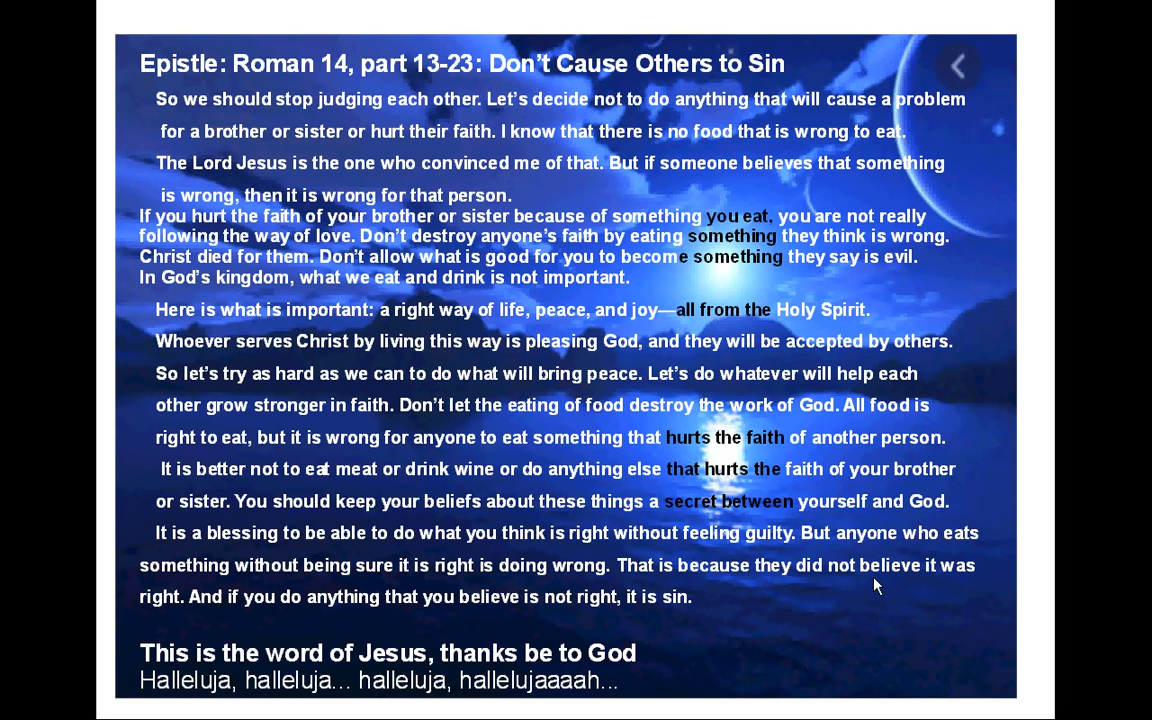 Epistle: Roman 14, part 13-23: Don’t Cause Others to Sin
So we should stop judging each other. Let’s decide not to do anything that will cause a problem
for a brother or sister or hurt their faith. I know that there is no food that is wrong to eat.
The Lord Jesus is the one who convinced me of that. But if someone believes that something
is wrong, then it is wrong for that person.
If you hurt the faith of your brother or sister because of something you eat, you are not really
following the way of love. Don’t destroy anyone’s faith by eating something they think is wrong.
Christ died for them. Don’t allow what is good for you to become something they say is evil.
In God’s kingdom, what we eat and drink is not important.
Here is what is important: a right way of life, peace, and joy—all from the Holy Spirit.
Whoever serves Christ by living this way is pleasing God, and they will be accepted by others.
So let’s try as hard as we can to do what will bring peace. Let’s do whatever will help each
other grow stronger in faith. Don’t let the eating of food destroy the work of God. All food is
right to eat, but it is wrong for anyone to eat something that hurts the faith of another person.
It is better not to eat meat or drink wine or do anything else that hurts the faith of your brother
or sister. You should keep your beliefs about these things a secret between yourself and God.
It is a blessing to be able to do what you think is right without feeling guilty. But anyone who eats
something without being sure it is right is doing wrong. That is because they did not believe it was
right. And if you do anything that you believe is not right, it is sin.
This is the word of Jesus, thanks be to God
Halleluja, halleluja... halleluja, hallelujaaaah...